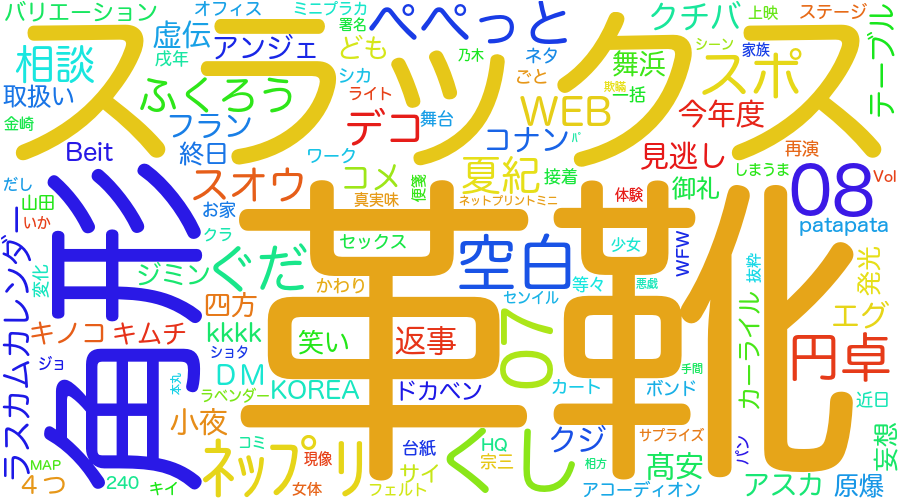 バリエーション
オフィス
ミニプラカ
署名
ぺぺっと
クチバ
上映
ステージ
スラックス
相談
虚伝
戌年
アンジェ
ども
乃木
ネタ
舞浜
シーン
家族
テーブル
取扱い
ふくろう
シカ
ライト
ごと
スポス
欺瞞
一括
金崎
フラン
デコ
舞台
WEB
今年度
Beit
終日
ワーク
コナン
パ
見逃し
再演
だし
山田
いか
スオウ
コメ
真実味
便箋
夏紀
接着
体験
御礼
しまうま
08
Vol
角形
お家
クラ
ネットプリントミニ
patapata
革靴
ラスカムカレンダー
変化
ジミン
ぐだ
セックス
かわり
空白
センイル
等々
少女
悪戯
WFW
抜粋
発光
キノコ
キムチ
四方
kkkk
笑い
返事
07
カーライル
エグ
円卓
ジョ
ショタ
本丸
ラベンダー
DM
KOREA
ドカベン
カート
ボンド
手間
近日
小夜
コミ
ネップリ
現像
台紙
くし
HQ
宗三
クジ
サプライズ
パン
妄想
MAP
4つ
240
キイ
女体
サイ
フェルト
相方
アコーディオン
髙安
アスカ
原爆